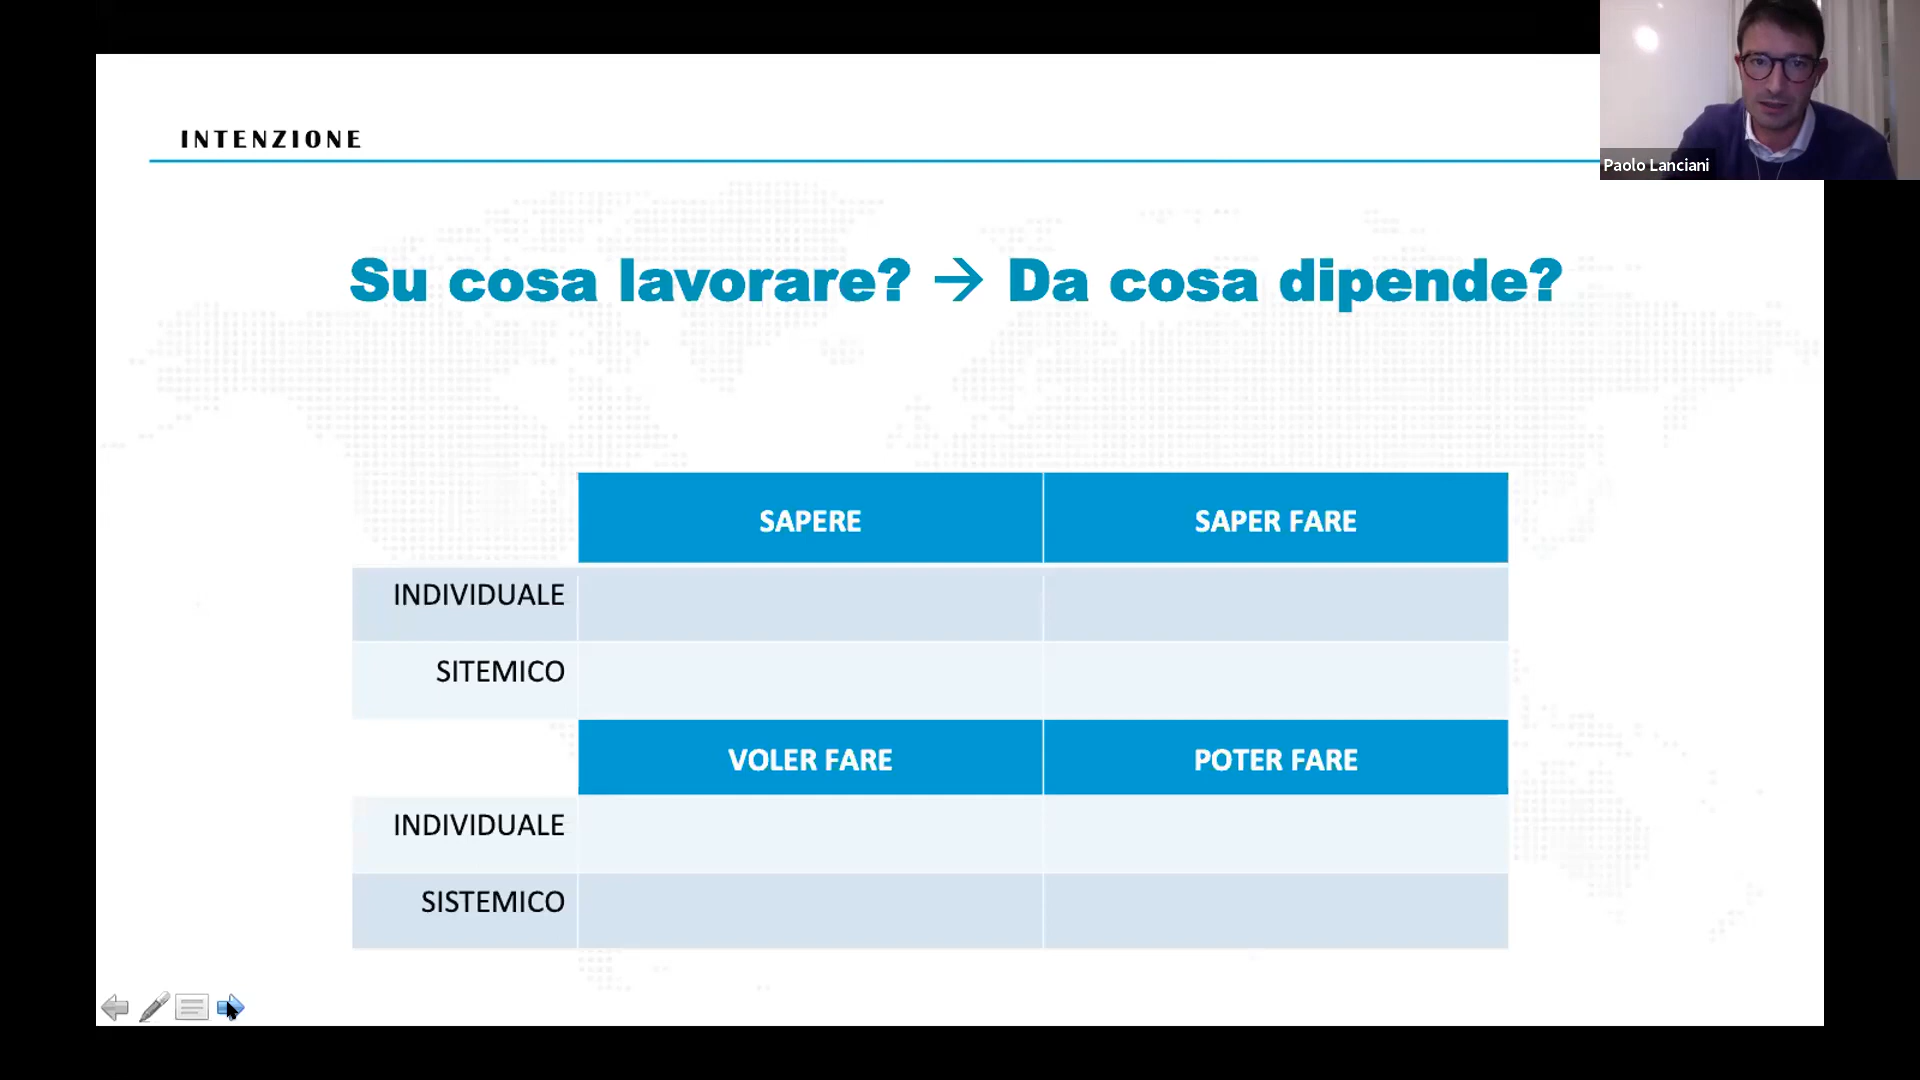 INTENZIONE
Paolo Lanciani
Su cosa lavorare? → Da cosa dipende?
SAPERE SAPER FARE
INDIVIDUALE
SITEMICO
VOLER FARE POTER FARE
INDIVIDUALE
SISTEMICO